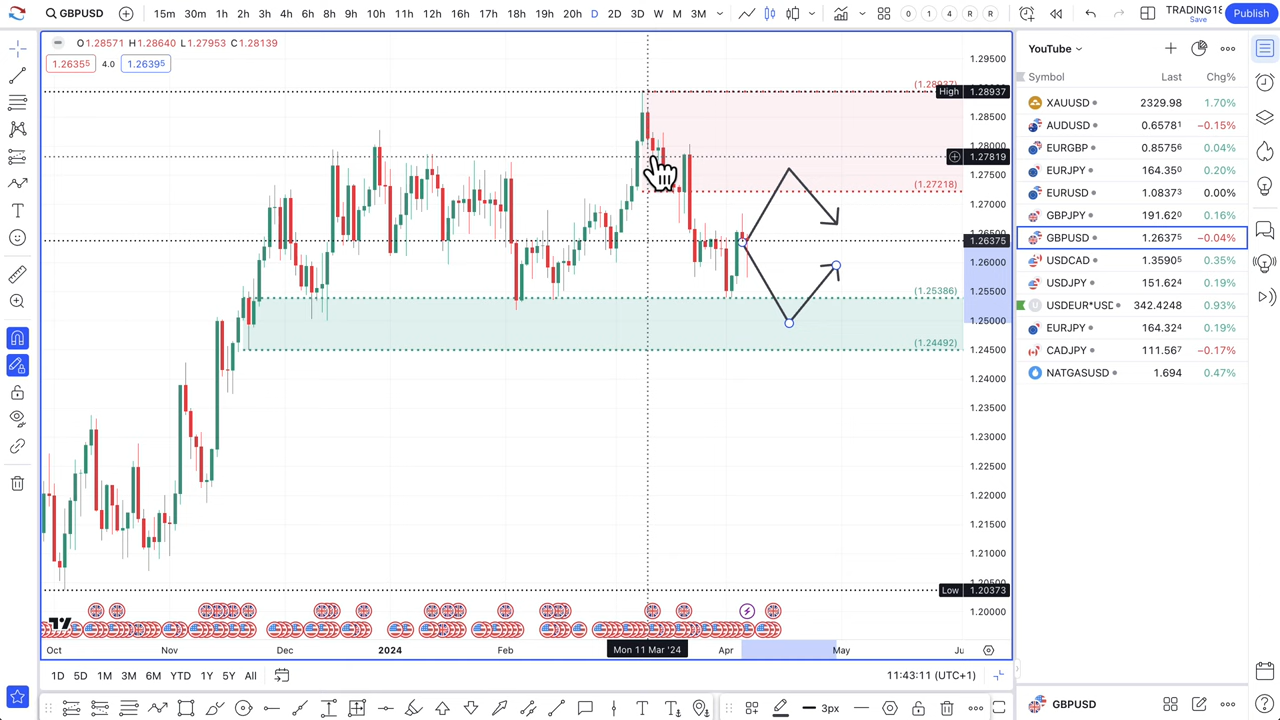 GBPUSD 15m 30m 1h 2h 3h 4h 6h 8h 9h 10h 11h 12h 16h 17h 18h 19h 20h D 2D 3D W M 3M 0 1 4 R R TRADING18 Save Publish
O1.28571 H1.28640 L1.27953 C1.28139
1.26355 4.0 1.26395
YouTube
Symbol Last Chg%
XAUUSD 2329.98 1.70%
AUDUSD 0.6578¹ −0.15%
EURGBP 0.8575⁶ 0.04%
EURJPY 164.35⁰ 0.20%
EURUSD 1.0837³ 0.00%
GBPJPY 191.62⁰ 0.16%
GBPUSD 1.2637⁵ −0.04%
USDCAD 1.3590⁵ 0.35%
USDJPY 151.62⁴ 0.19%
USDEUR*USD 342.4248 0.93%
EURJPY 164.32⁴ 0.19%
CADJPY 111.56⁷ −0.17%
NATGASUSD 1.694 0.47%
1.29500
(1.28937)
High 1.28937
1.28500
1.28000
1.27819
1.27500
(1.27218)
1.27000
1.26500
1.26375
1.26000
(1.25386)
1.25500
1.25000
(1.24492)
1.24500
1.24000
1.23500
1.23000
1.22500
1.22000
1.21500
1.21000
1.20500
Low 1.20373
1.20000
Oct Nov Dec 2024 Feb Mon 11 Mar '24 Apr May Ju
1D 5D 1M 3M 6M YTD 1Y 5Y All 11:43:11 (UTC+1)
3px
GBPUSD